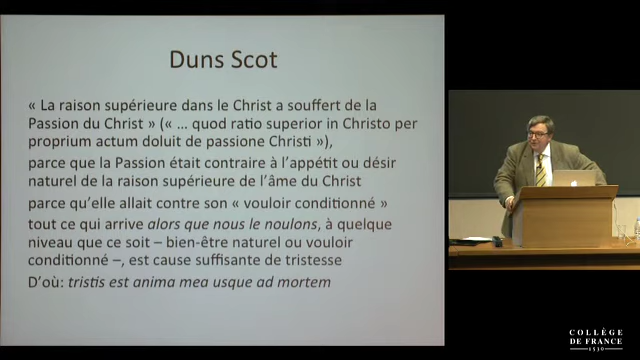 Duns Scot
« La raison supérieure dans le Christ a souffert de la
Passion du Christ » (« … quod ratio superior in Christo per
proprium actum doluit de passione Christi »),
parce que la Passion était contraire à l'appétit ou désir
naturel de la raison supérieure de l'âme du Christ
parce qu'elle allait contre son « vouloir conditionné »
tout ce qui arrive alors que nous le noulons, à quelque
niveau que ce soit – bien-être naturel ou vouloir
conditionné –, est cause suffisante de tristesse
D'où: tristis est anima mea usque ad mortem
COLLÈGE
DE FRANCE
1530